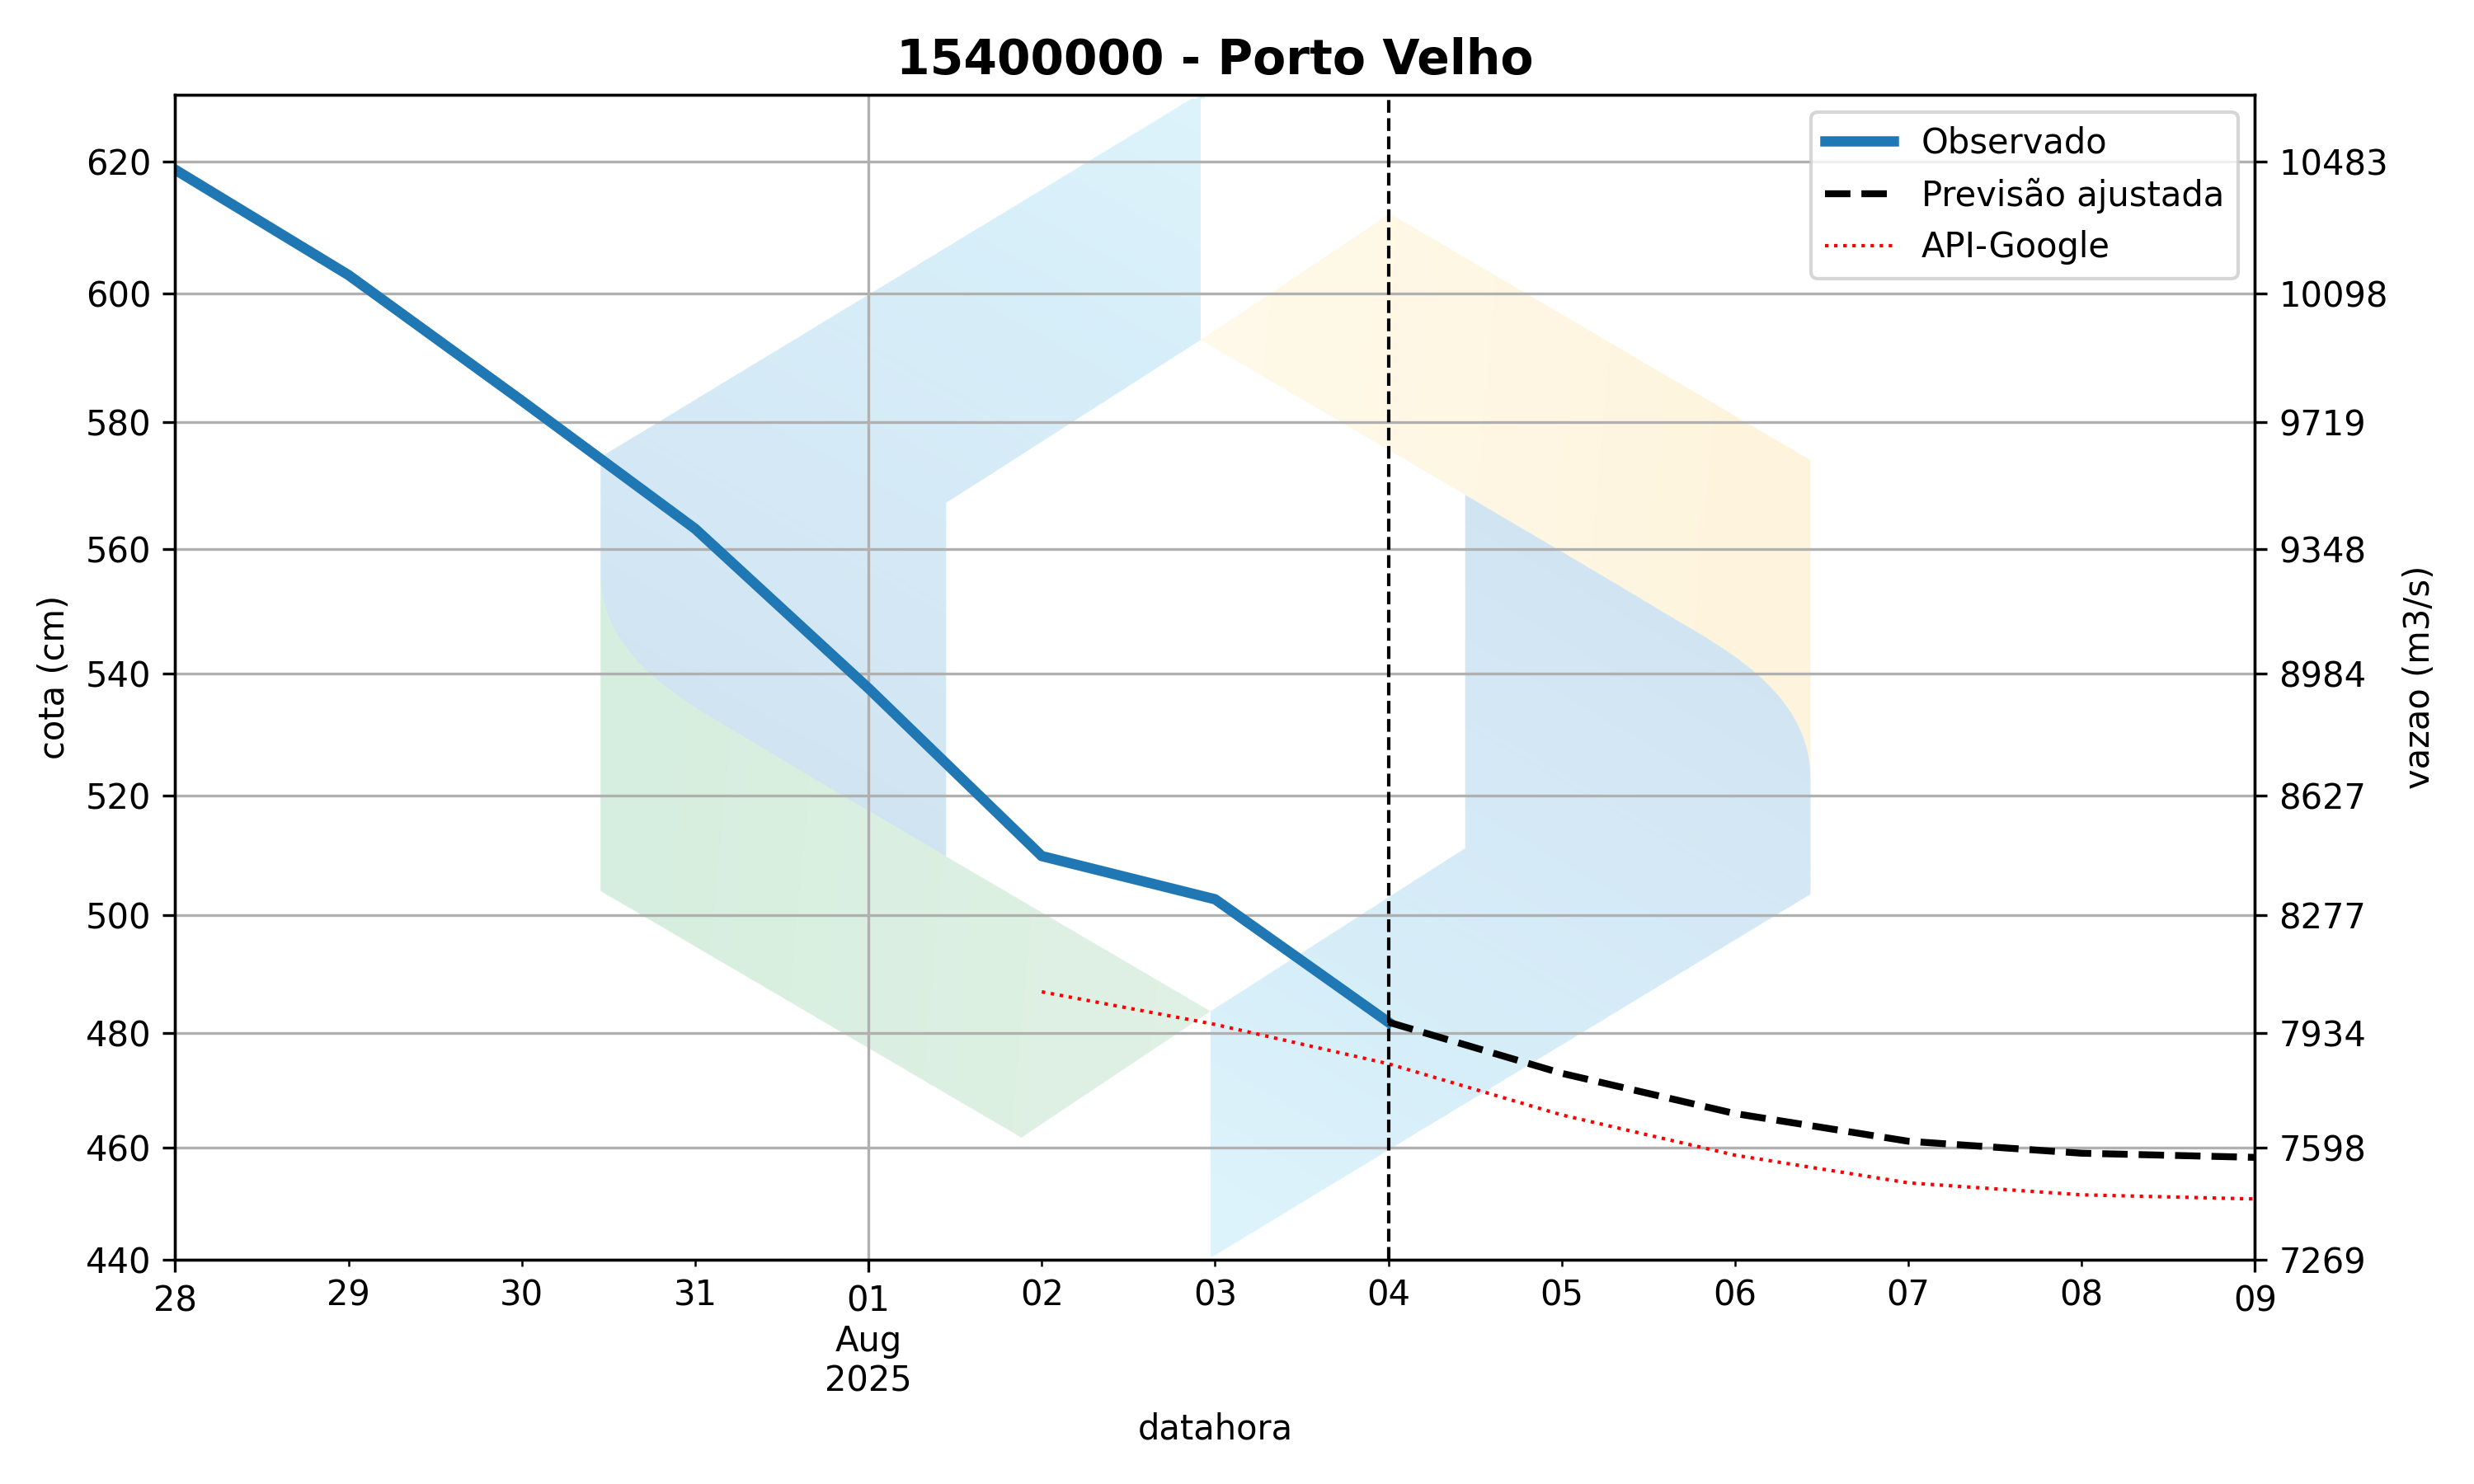 15400000 - Porto Velho
Observado
Previsão ajustada
API-Google
620
600
580
560
540
520
500
480
460
440
cota (cm)
10483
10098
9719
9348
8984
8627
8277
7934
7598
7269
vazao (m3/s)
28 29 30 31 01 02 03 04 05 06 07 08 09
Aug
2025
datahora